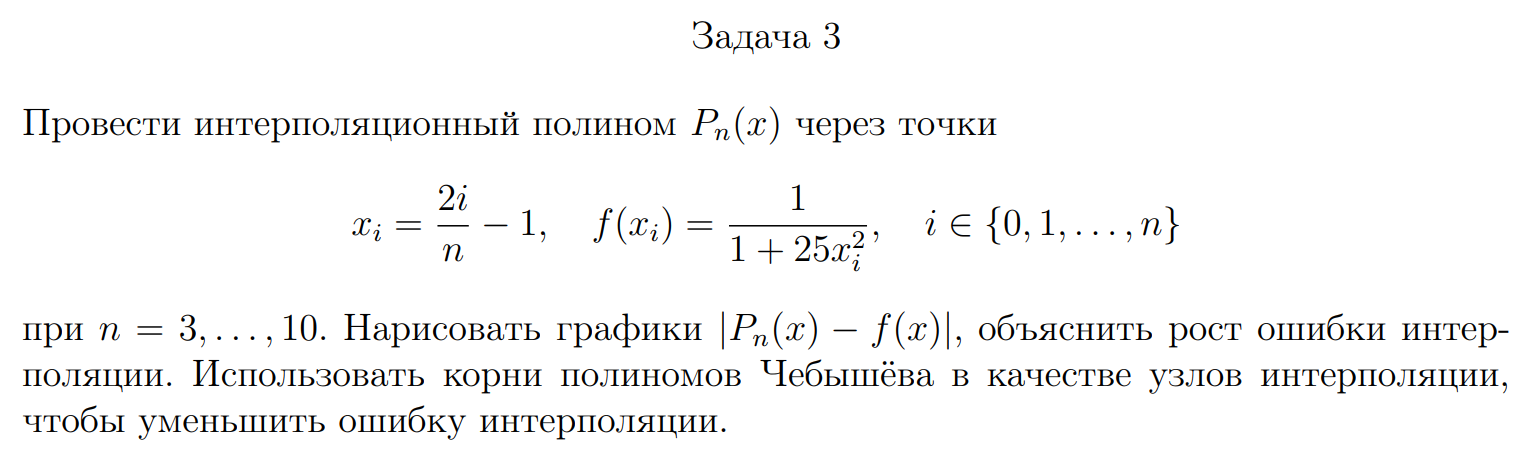 Задача 3
Провести интерполяционный полином $P_n(x)$ через точки
$x_i = \frac{2i}{n} - 1, \quad f(x_i) = \frac{1}{1 + 25x_i^2}, \quad i \in \{0, 1, \ldots, n\}$
при $n = 3, \ldots, 10$. Нарисовать графики $|P_n(x) - f(x)|$, объяснить рост ошибки интер-
поляции. Использовать корни полиномов Чебышёва в качестве узлов интерполяции,
чтобы уменьшить ошибку интерполяции.